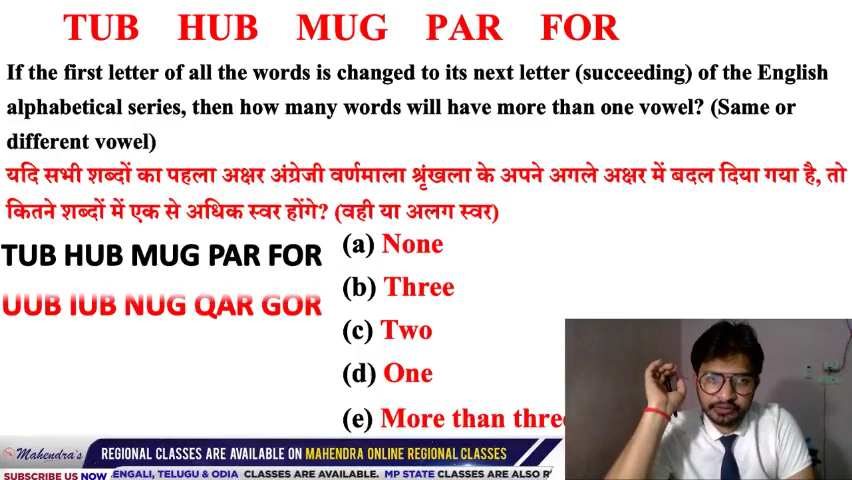 TUB HUB MUG PAR FOR
If the first letter of all the words is changed to its next letter (succeeding) of the English
alphabetical series, then how many words will have more than one vowel? (Same or
different vowel)
यदि सभी शब्दों का पहला अक्षर अंग्रेजी वर्णमाला श्रृंखला के अपने अगले अक्षर में बदल दिया गया है, तो
कितने शब्दों में एक से अधिक स्वर होंगे? (वही या अलग स्वर)
TUB HUB MUG PAR FOR
UUB IUB NUG QAR GOR
(a) None
(b) Three
(c) Two
(d) One
(e) More than three
Mahendra's
REGIONAL CLASSES ARE AVAILABLE ON MAHENDRA ONLINE REGIONAL CLASSES
SUBSCRIBE US NOW ENGALI, TELUGU & ODIA CLASSES ARE AVAILABLE. MP STATE CLASSES ARE ALSO R